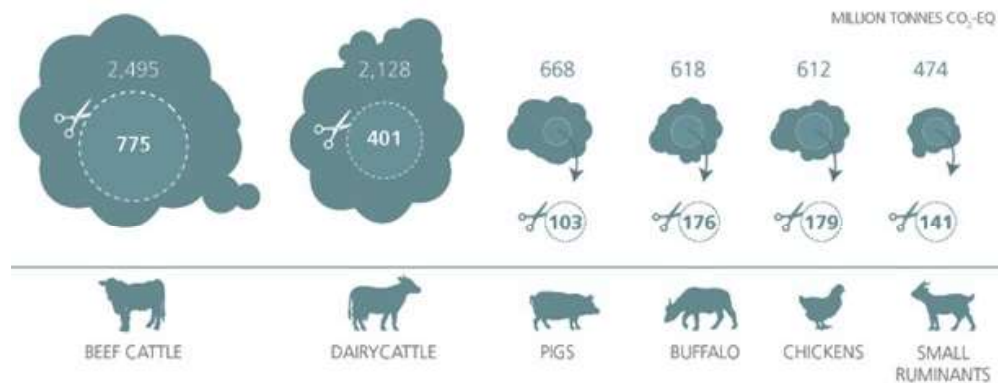 MILLION TONNES CO₂-EQ
2,495
2,128
668
618
612
474
775
401
103
176
179
141
BEEF CATTLE
DAIRYCATTLE
PIGS
BUFFALO
CHICKENS
SMALL
RUMINANTS